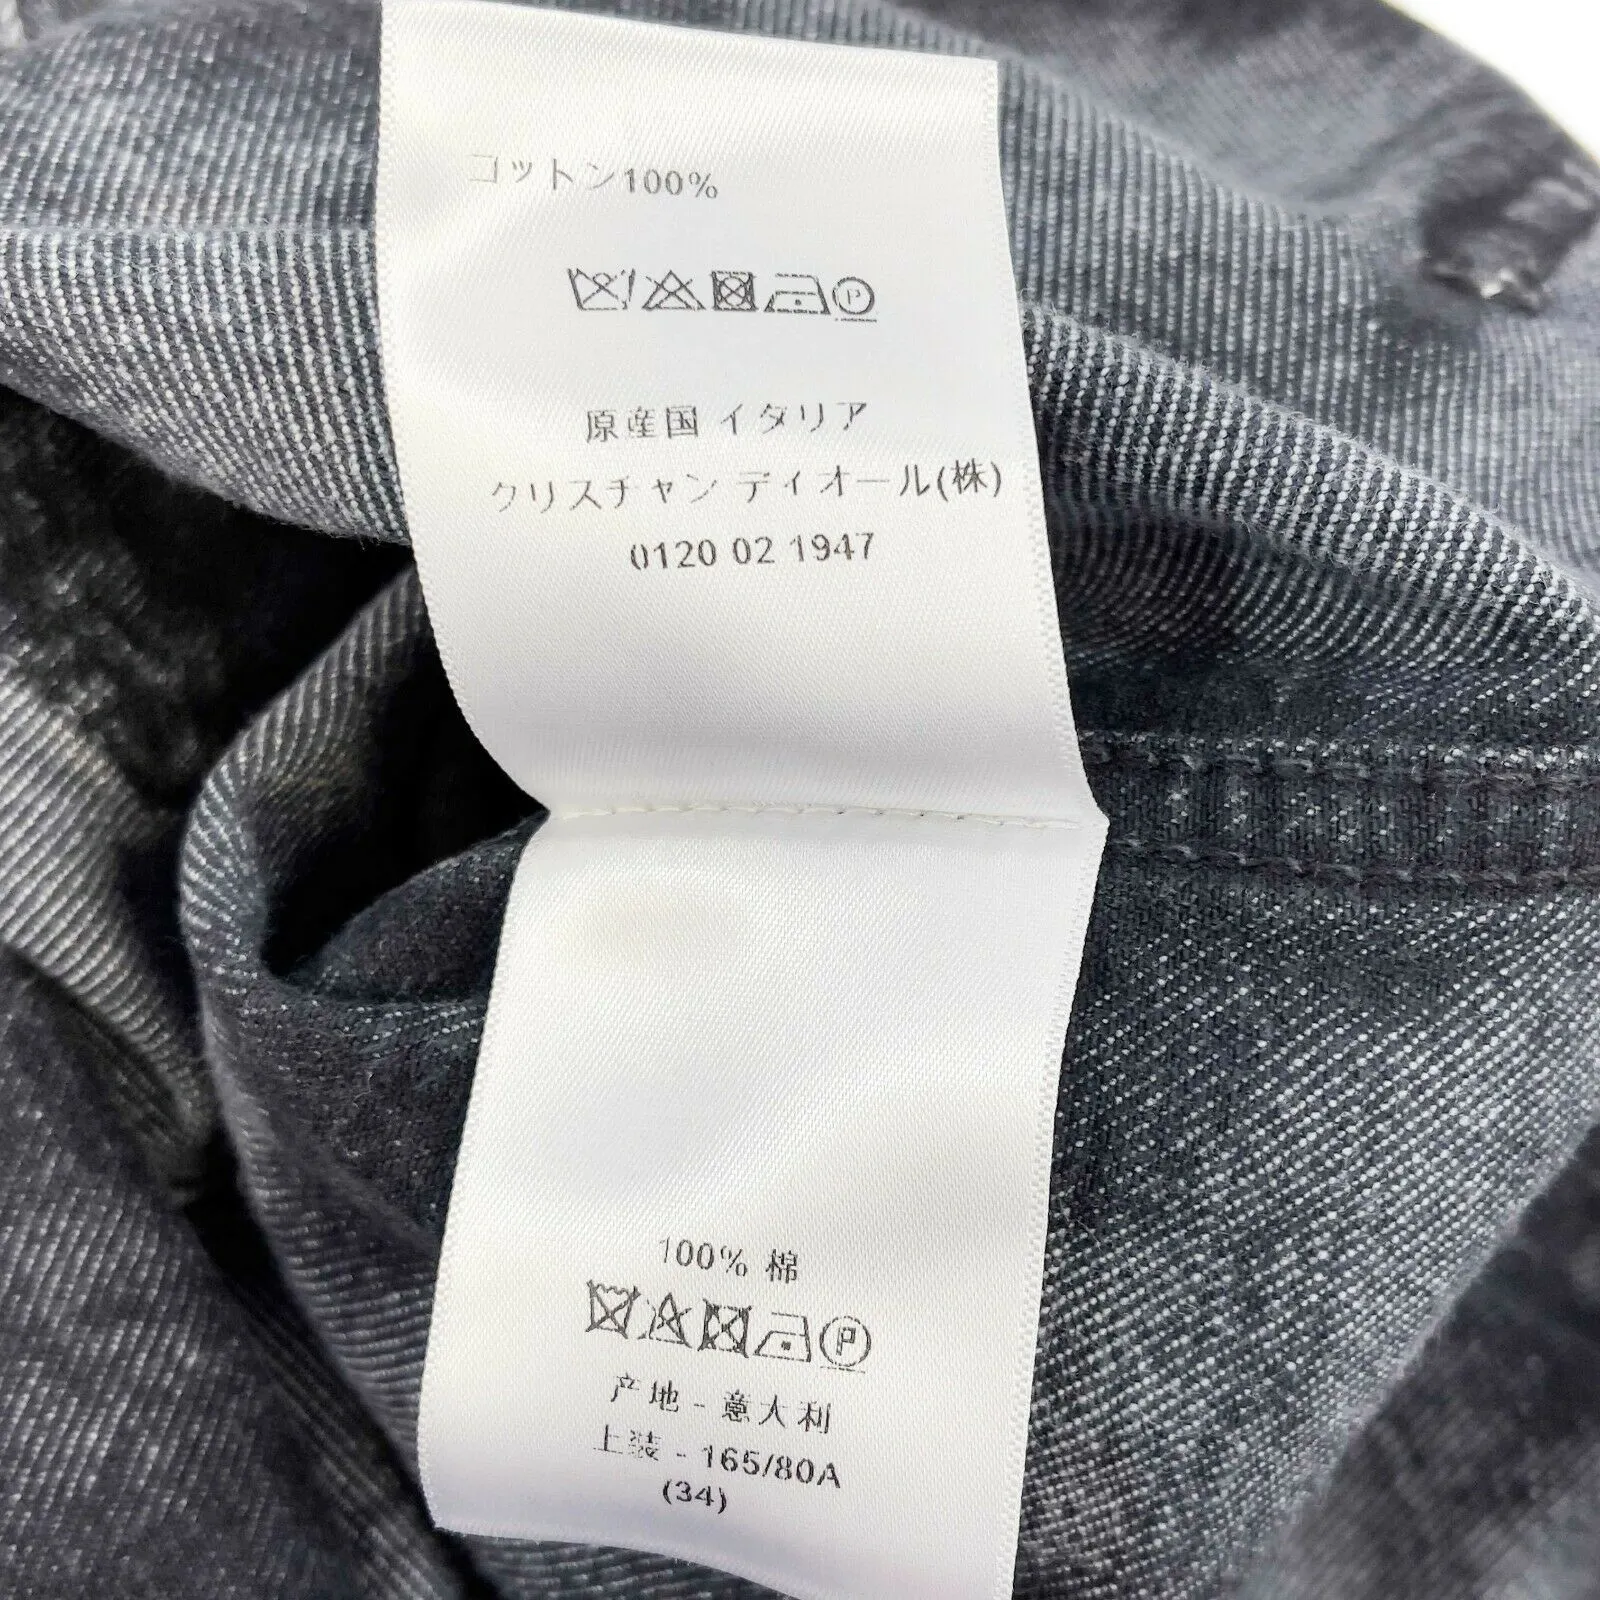 コットン100%
P
原産国 イタリア
クリスチャン ディオール(株)
0120 02 1947
100% 棉
P
产地 - 意大利
上装 - 165/80A
(34)